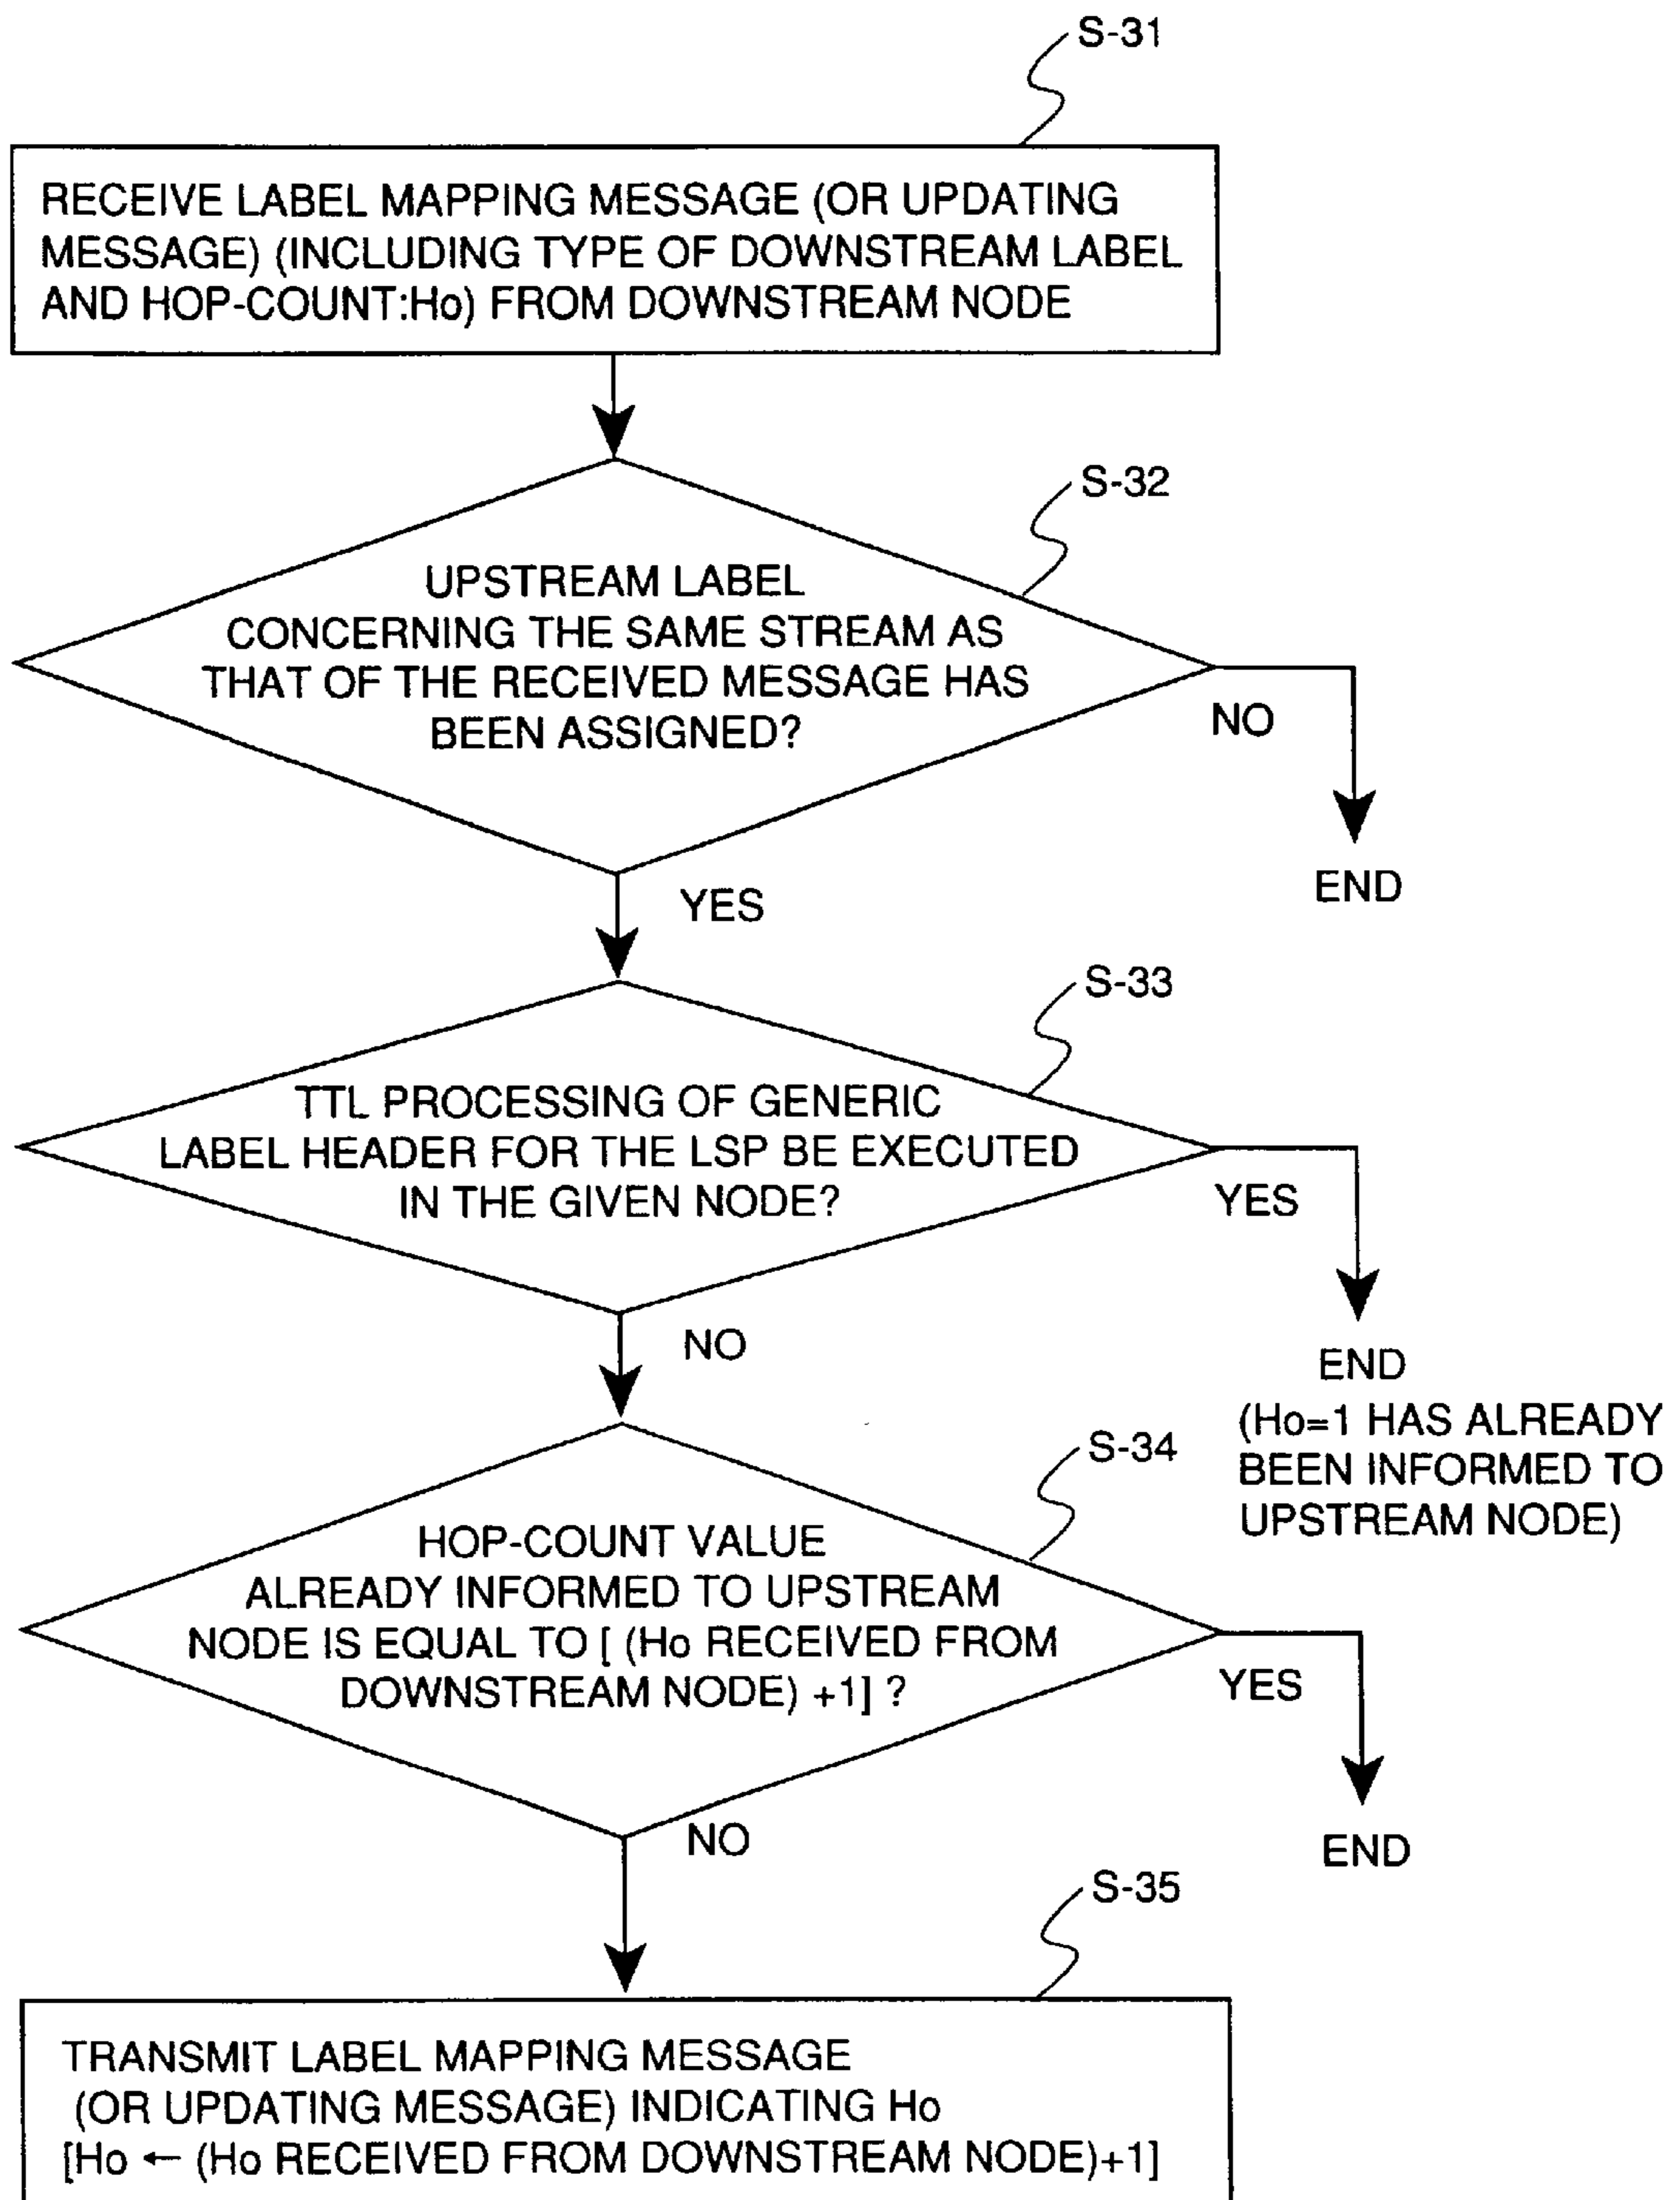 S-31
RECEIVE LABEL MAPPING MESSAGE (OR UPDATING
MESSAGE) (INCLUDING TYPE OF DOWNSTREAM LABEL
AND HOP-COUNT:Ho) FROM DOWNSTREAM NODE
S-32
UPSTREAM LABEL
CONCERNING THE SAME STREAM AS
THAT OF THE RECEIVED MESSAGE HAS
BEEN ASSIGNED?
NO
END
YES
S-33
TTL PROCESSING OF GENERIC
LABEL HEADER FOR THE LSP BE EXECUTED
IN THE GIVEN NODE?
YES
NO
END
(Ho=1 HAS ALREADY
BEEN INFORMED TO
UPSTREAM NODE)
S-34
HOP-COUNT VALUE
ALREADY INFORMED TO UPSTREAM
NODE IS EQUAL TO [ (Ho RECEIVED FROM
DOWNSTREAM NODE) +1] ?
YES
NO
END
S-35
TRANSMIT LABEL MAPPING MESSAGE
(OR UPDATING MESSAGE) INDICATING Ho
[Ho ← (Ho RECEIVED FROM DOWNSTREAM NODE)+1]